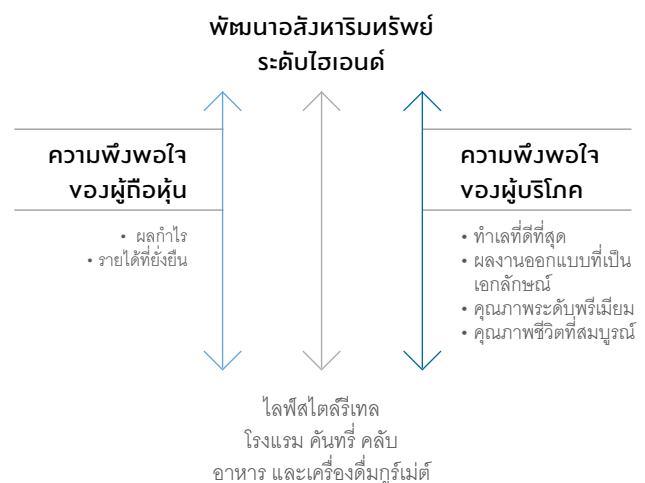 พัฒนาอสังหาริมทรัพย์
ระดับไฮเอนด์
ความพึงพอใจ
ของผู้ถือหุ้น
• ผลกำไร
• รายได้ที่ยั่งยืน
ความพึงพอใจ
ของผู้บริโภค
• ทำเลที่ดีที่สุด
• ผลงานออกแบบที่เป็น
เอกลักษณ์
• คุณภาพระดับพรีเมียม
• คุณภาพชีวิตที่สมบูรณ์
ไลฟ์สไตล์รีเทล
โรงแรม คันทรี่ คลับ
อาหาร และเครื่องดื่มกูร์เม่ต์